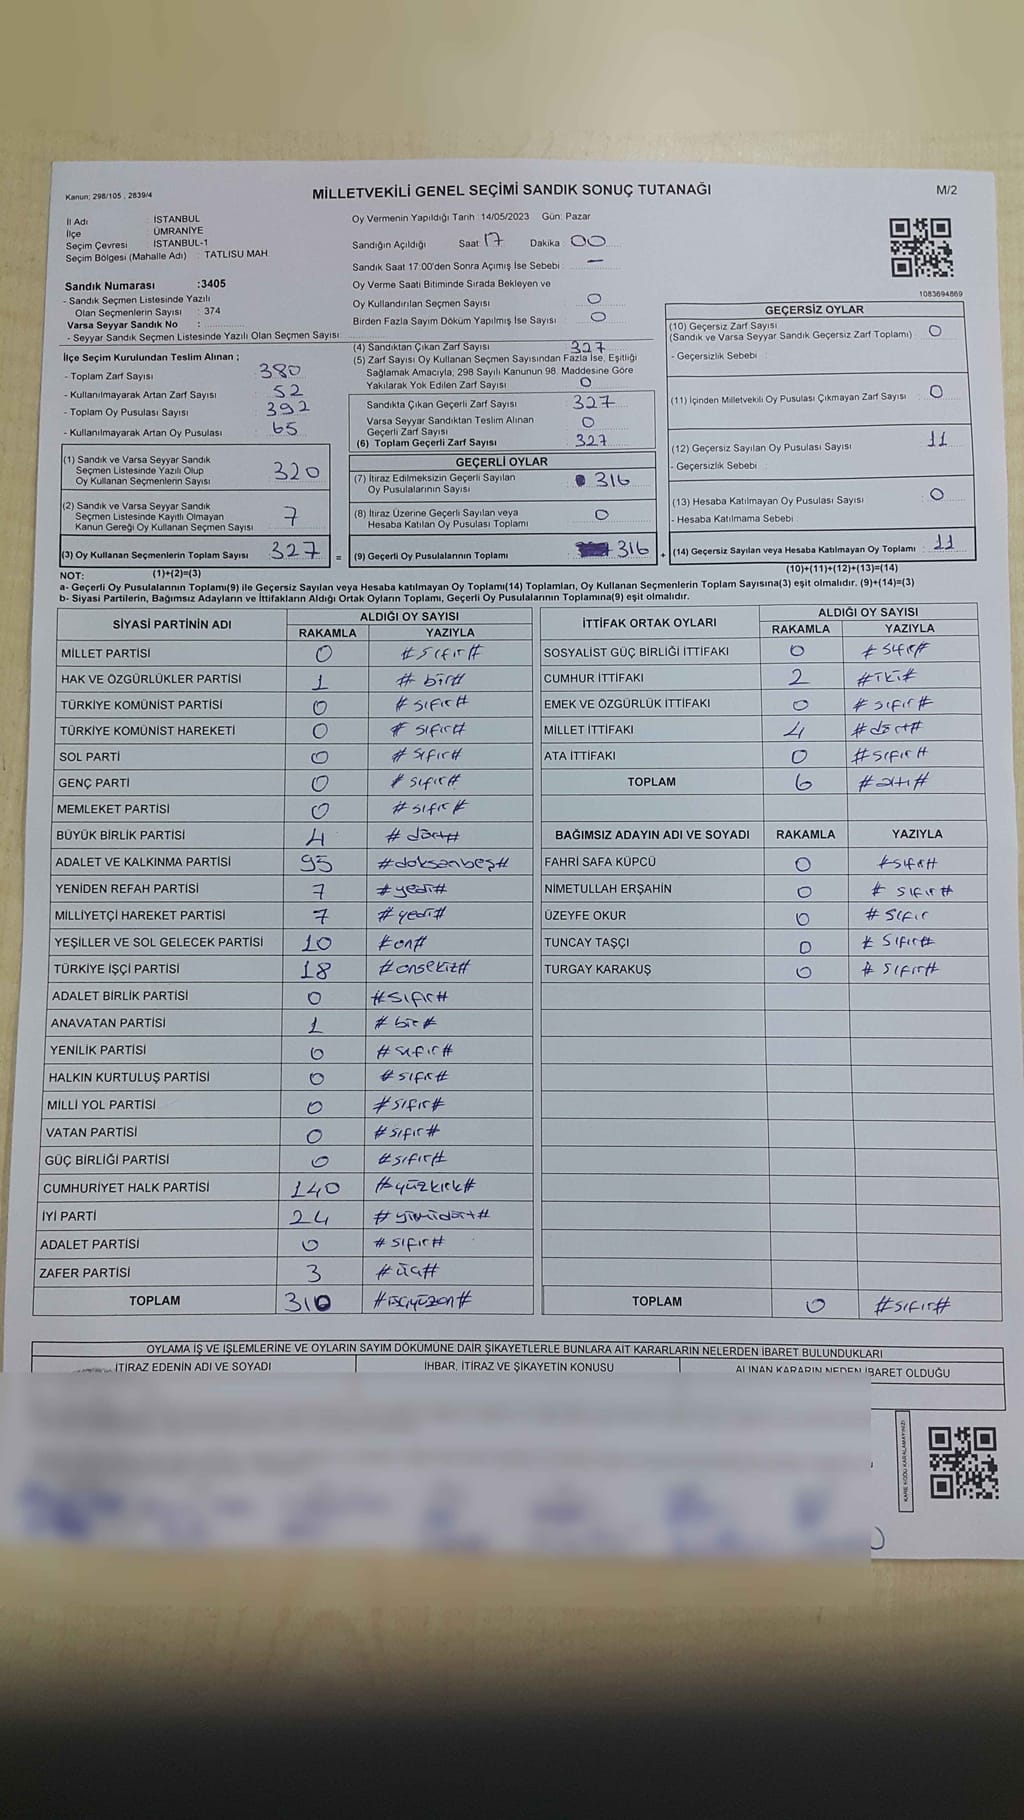 Kanun: 298/105 , 2839/4
MİLLETVEKİLİ GENEL SEÇİMİ SANDIK SONUÇ TUTANAĞI
M/2
İl Adı : İSTANBUL
İlçe : ÜMRANİYE
Seçim Çevresi : İSTANBUL-1
Seçim Bölgesi (Mahalle Adı) : TATLISU MAH
Sandık Numarası :3405
- Sandık Seçmen Listesinde Yazılı
Olan Seçmenlerin Sayısı : 374
Varsa Seyyar Sandık No :
- Seyyar Sandık Seçmen Listesinde Yazılı Olan Seçmen Sayısı
İlçe Seçim Kurulundan Teslim Alınan ;
- Toplam Zarf Sayısı 380
- Kullanılmayarak Artan Zarf Sayısı 52
- Toplam Oy Pusulası Sayısı 392
- Kullanılmayarak Artan Oy Pusulası 65
Oy Vermenin Yapıldığı Tarih :14/05/2023 Gün: Pazar
Sandığın Açıldığı Saat 17 Dakika 00
Sandık Saat 17:00'den Sonra Açımış İse Sebebi : -
Oy Verme Saati Bitiminde Sırada Bekleyen ve
Oy Kullandırılan Seçmen Sayısı 0
Birden Fazla Sayım Döküm Yapılmış İse Sayısı : 0
(4) Sandıktan Çıkan Zarf Sayısı 327
(5) Zarf Sayısı Oy Kullanan Seçmen Sayısından Fazla İse, Eşitliği
Sağlamak Amacıyla, 298 Sayılı Kanunun 98. Maddesine Göre
Yakılarak Yok Edilen Zarf Sayısı 0
Sandıkta Çıkan Geçerli Zarf Sayısı 327
Varsa Seyyar Sandıktan Teslim Alınan
Geçerli Zarf Sayısı 0
(6) Toplam Geçerli Zarf Sayısı 327
1083694869
GEÇERSİZ OYLAR
(10) Geçersiz Zarf Sayısı
(Sandık ve Varsa Seyyar Sandık Geçersiz Zarf Toplamı) : 0
- Geçersizlik Sebebi :
(11) İçinden Milletvekili Oy Pusulası Çıkmayan Zarf Sayısı : 0
(12) Geçersiz Sayılan Oy Pusulası Sayısı 11
- Geçersizlik Sebebi :
(13) Hesaba Katılmayan Oy Pusulası Sayısı : 0
- Hesaba Katılmama Sebebi :
(14) Geçersiz Sayılan veya Hesaba Katılmayan Oy Toplamı : 11
(10)+(11)+(12)+(13)=(14)
(1) Sandık ve Varsa Seyyar Sandık
Seçmen Listesinde Yazılı Olup
Oy Kullanan Seçmenlerin Sayısı 320
(2) Sandık ve Varsa Seyyar Sandık
Seçmen Listesinde Kayıtlı Olmayan
Kanun Gereği Oy Kullanan Seçmen Sayısı 7
(3) Oy Kullanan Seçmenlerin Toplam Sayısı 327 =
(1)+(2)=(3)
GEÇERLİ OYLAR
(7) İtiraz Edilmeksizin Geçerli Sayılan
Oy Pusulalarının Sayısı : 316
(8) İtiraz Üzerine Geçerli Sayılan veya
Hesaba Katılan Oy Pusulası Toplamı 0
(9) Geçerli Oy Pusulalarının Toplamı 316 +
NOT:
a- Geçerli Oy Pusulalarının Toplamı(9) ile Geçersiz Sayılan veya Hesaba katılmayan Oy Toplamı(14) Toplamları, Oy Kullanan Seçmenlerin Toplam Sayısına(3) eşit olmalıdır. (9)+(14)=(3)
b- Siyasi Partilerin, Bağımsız Adayların ve İttifakların Aldığı Ortak Oyların Toplamı, Geçerli Oy Pusulalarının Toplamına(9) eşit olmalıdır.
SİYASİ PARTİNİN ADI ALDIĞI OY SAYISI
RAKAMLA YAZIYLA
MİLLET PARTİSİ 0 #sıfır#
HAK VE ÖZGÜRLÜKLER PARTİSİ 1 #bir#
TÜRKİYE KOMÜNİST PARTİSİ 0 #sıfır#
TÜRKİYE KOMÜNİST HAREKETİ 0 #sıfır#
SOL PARTİ 0 #sıfır#
GENÇ PARTİ 0 #sıfır#
MEMLEKET PARTİSİ 0 #sıfır#
BÜYÜK BİRLİK PARTİSİ 4 #dört#
ADALET VE KALKINMA PARTİSİ 95 #doksanbeş#
YENİDEN REFAH PARTİSİ 7 #yedi#
MİLLİYETÇİ HAREKET PARTİSİ 7 #yedi#
YEŞİLLER VE SOL GELECEK PARTİSİ 10 #on#
TÜRKİYE İŞÇİ PARTİSİ 18 #onsekiz#
ADALET BİRLİK PARTİSİ 0 #sıfır#
ANAVATAN PARTİSİ 1 #bir#
YENİLİK PARTİSİ 0 #sıfır#
HALKIN KURTULUŞ PARTİSİ 0 #sıfır#
MİLLİ YOL PARTİSİ 0 #sıfır#
VATAN PARTİSİ 0 #sıfır#
GÜÇ BİRLİĞİ PARTİSİ 0 #sıfır#
CUMHURİYET HALK PARTİSİ 140 #yüzkırk#
İYİ PARTİ 24 #yirmidört#
ADALET PARTİSİ 0 #sıfır#
ZAFER PARTİSİ 3 #üç#
TOPLAM 310 #üçyüzon#
İTTİFAK ORTAK OYLARI ALDIĞI OY SAYISI
RAKAMLA YAZIYLA
SOSYALİST GÜÇ BİRLİĞİ İTTİFAKI 0 #sıfır#
CUMHUR İTTİFAKI 2 #iki#
EMEK VE ÖZGÜRLÜK İTTİFAKI 0 #sıfır#
MİLLET İTTİFAKI 4 #dört#
ATA İTTİFAKI 0 #sıfır#
TOPLAM 6 #altı#
BAĞIMSIZ ADAYIN ADI VE SOYADI RAKAMLA YAZIYLA
FAHRİ SAFA KÜPCÜ 0 #sıfır#
NİMETULLAH ERŞAHİN 0 #sıfır#
ÜZEYFE OKUR 0 #sıfır
TUNCAY TAŞÇI 0 #sıfır#
TURGAY KARAKUŞ 0 #sıfır#
TOPLAM 0 #sıfır#
OYLAMA İŞ VE İŞLEMLERİNE VE OYLARIN SAYIM DÖKÜMÜNE DAİR ŞİKAYETLERLE BUNLARA AİT KARARLARIN NELERDEN İBARET BULUNDUKLARI
İTİRAZ EDENİN ADI VE SOYADI İHBAR, İTİRAZ VE ŞİKAYETİN KONUSU ALINAN KARARIN NEDEN İBARET OLDUĞU
KARE KODU KARALAMAYINIZ!